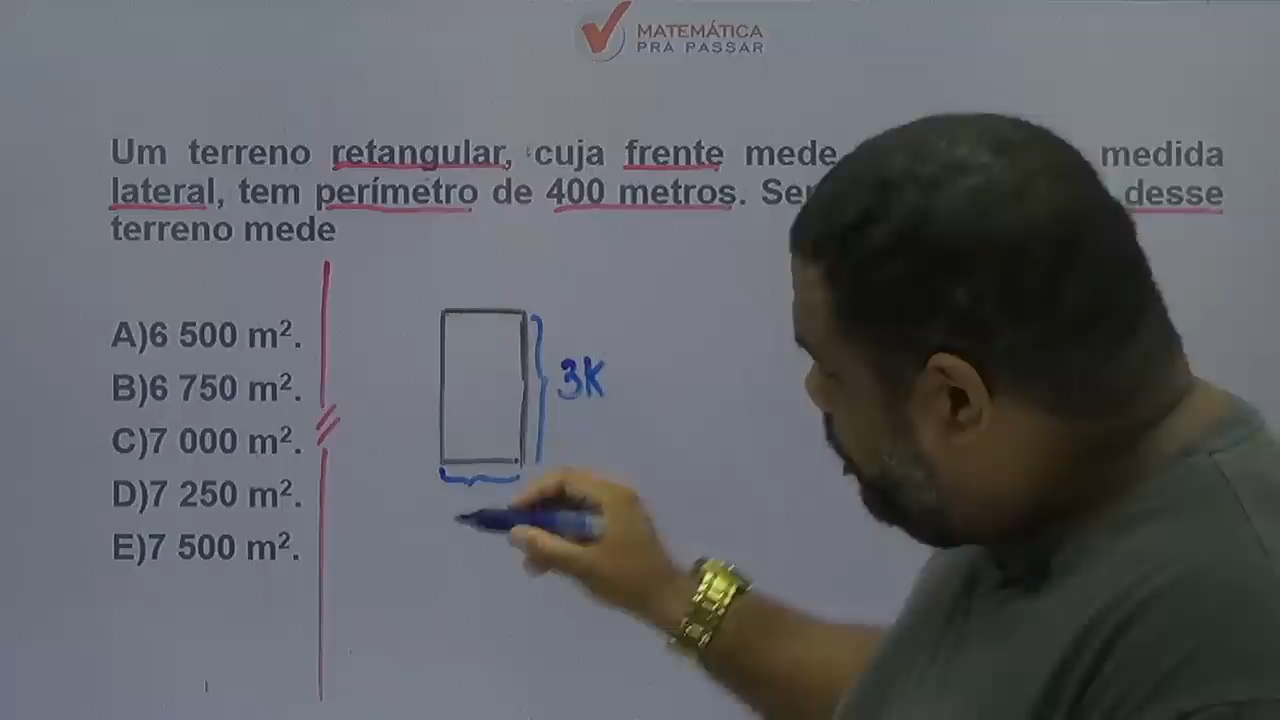 MATEMÁTICA
PRA PASSAR
Um terreno retangular, cuja frente mede medida
lateral, tem perímetro de 400 metros. desse
terreno mede
A)6 500 m².
B)6 750 m².
C)7 000 m².
D)7 250 m².
E)7 500 m².
3K